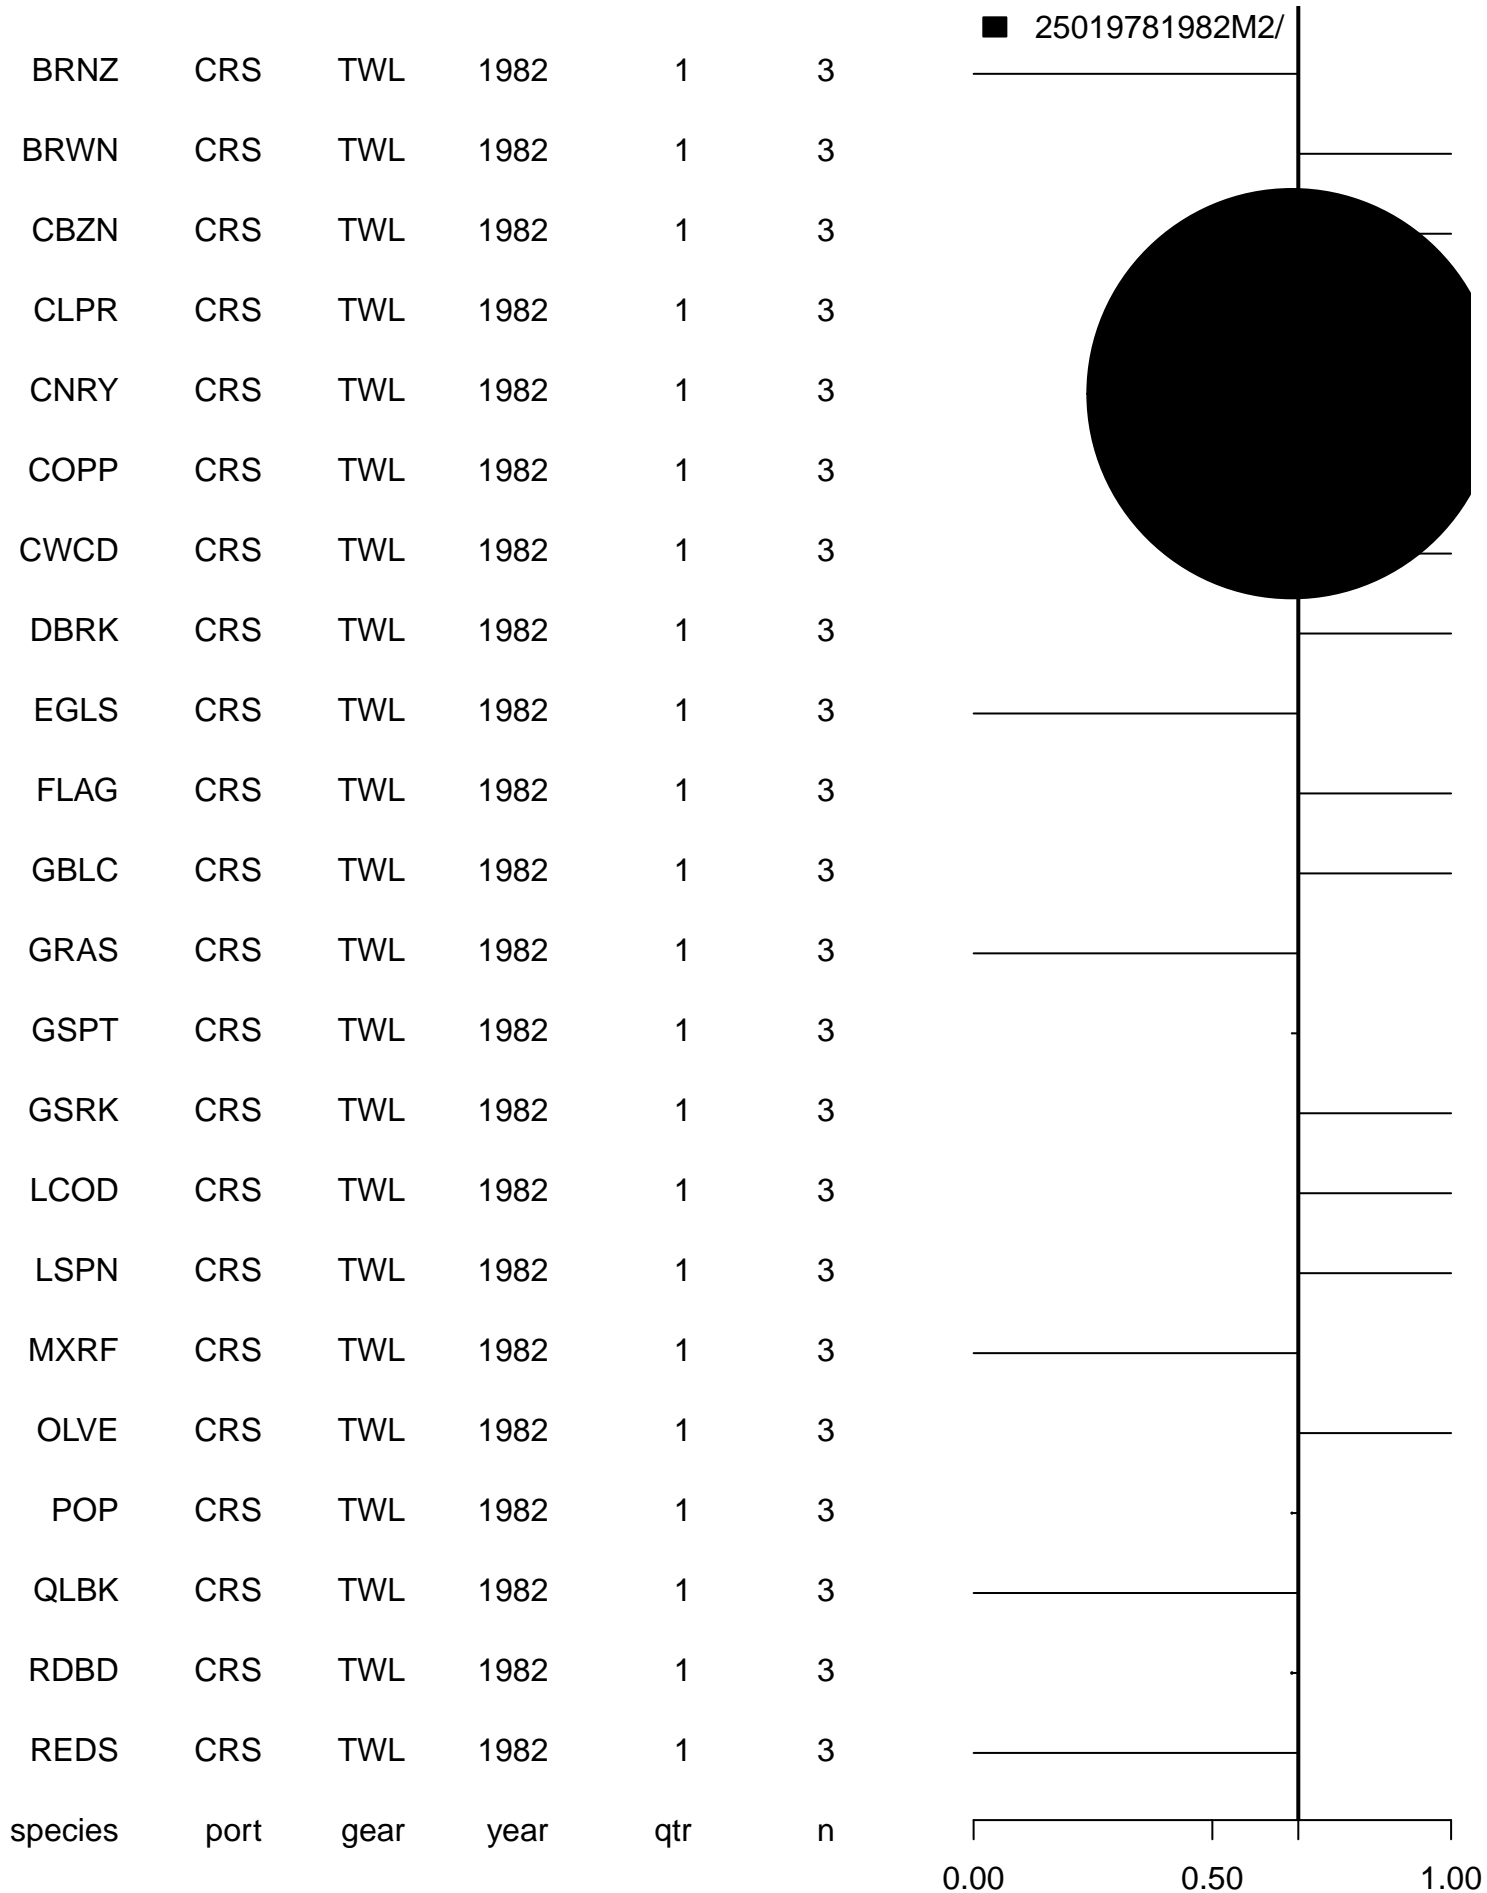 25019781982M2/
BRNZ CRS TWL 1982 1 3
BRWN CRS TWL 1982 1 3
CBZN CRS TWL 1982 1 3
CLPR CRS TWL 1982 1 3
CNRY CRS TWL 1982 1 3
COPP CRS TWL 1982 1 3
CWCD CRS TWL 1982 1 3
DBRK CRS TWL 1982 1 3
EGLS CRS TWL 1982 1 3
FLAG CRS TWL 1982 1 3
GBLC CRS TWL 1982 1 3
GRAS CRS TWL 1982 1 3
GSPT CRS TWL 1982 1 3
GSRK CRS TWL 1982 1 3
LCOD CRS TWL 1982 1 3
LSPN CRS TWL 1982 1 3
MXRF CRS TWL 1982 1 3
OLVE CRS TWL 1982 1 3
POP CRS TWL 1982 1 3
QLBK CRS TWL 1982 1 3
RDBD CRS TWL 1982 1 3
REDS CRS TWL 1982 1 3
species port gear year qtr n
0.00 0.50 1.00